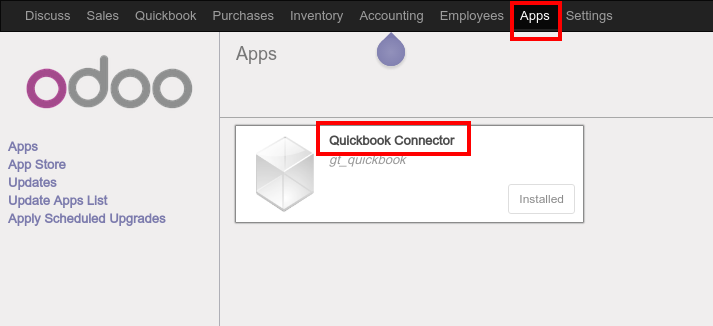 Discuss Sales Quickbook Purchases Inventory Accounting Employees Apps Settings
odoo
Apps
App Store
Updates
Update Apps List
Apply Scheduled Upgrades
Apps
Quickbook Connector
gt_quickbook
Installed